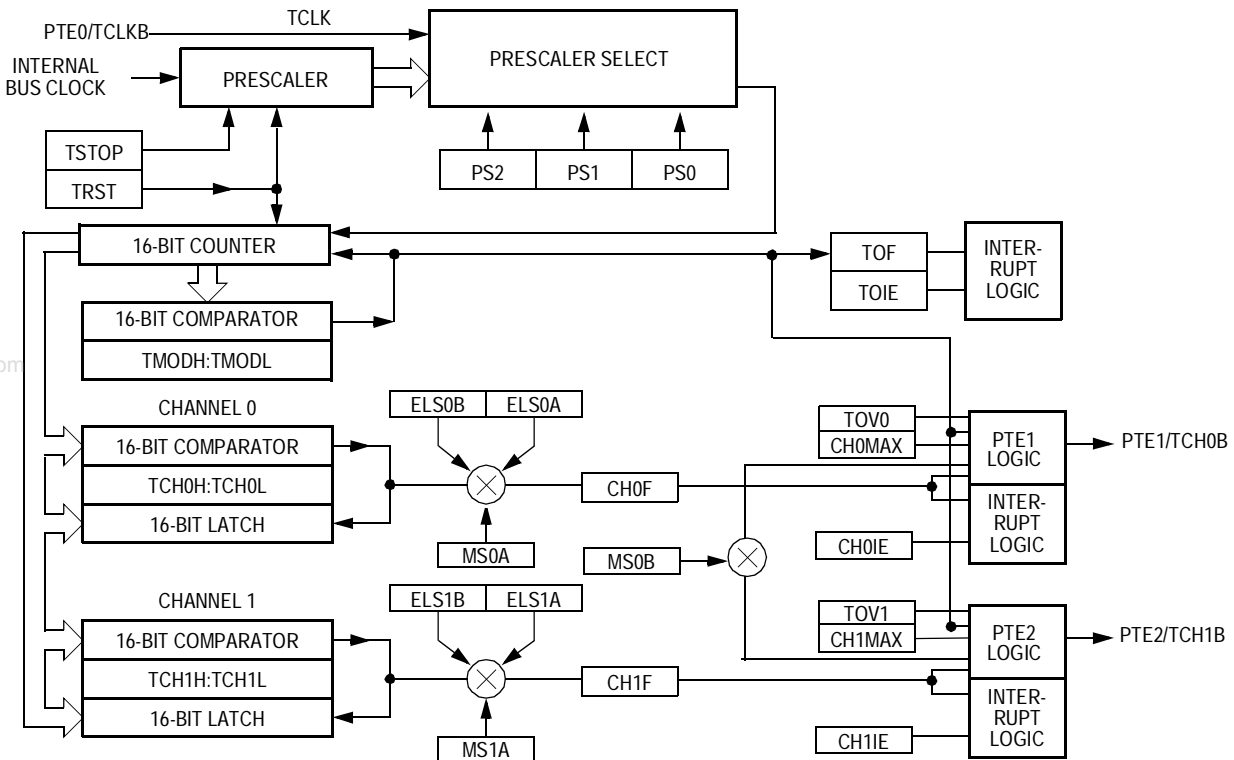 TCLK
PTE0/TCLKB
PRESCALER SELECT
INTERNAL
BUS CLOCK
PRESCALER
TSTOP
TRST
PS2 PS1 PS0
16-BIT COUNTER
TOF
TOIE
INTER-
RUPT
LOGIC
16-BIT COMPARATOR
TMODH:TMODL
om
CHANNEL 0
ELS0B ELS0A
16-BIT COMPARATOR
TCH0H:TCH0L
16-BIT LATCH
MS0A
CH0F
MS0B
TOV0
CH0MAX
PTE1
LOGIC
PTE1/TCH0B
INTER-
RUPT
LOGIC
CH0IE
CHANNEL 1
ELS1B ELS1A
16-BIT COMPARATOR
TCH1H:TCH1L
16-BIT LATCH
MS1A
CH1F
TOV1
CH1MAX
PTE2
LOGIC
PTE2/TCH1B
INTER-
RUPT
LOGIC
CH1IE